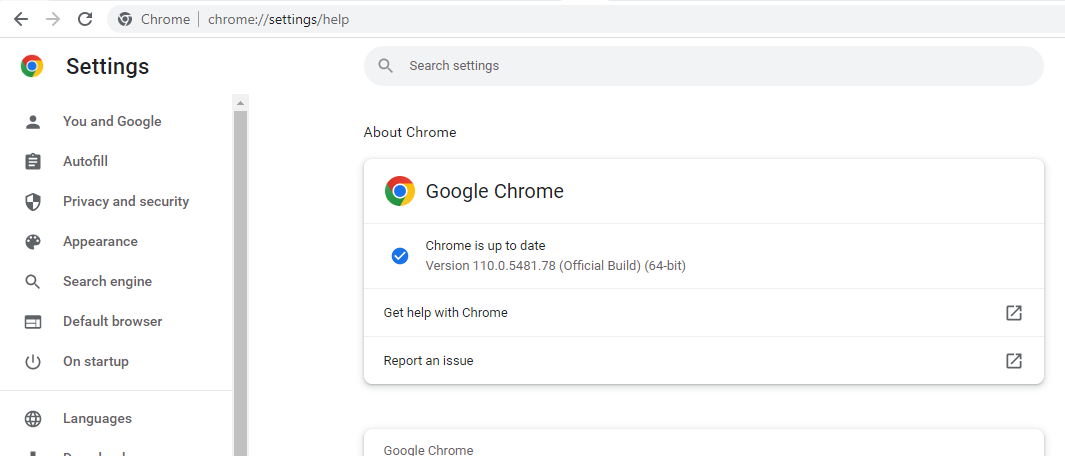 Chrome | chrome://settings/help
Settings
Search settings
You and Google
Autofill
Privacy and security
Appearance
Search engine
Default browser
On startup
Languages
About Chrome
Google Chrome
Chrome is up to date
Version 110.0.5481.78 (Official Build) (64-bit)
Get help with Chrome
Report an issue
Google Chrome